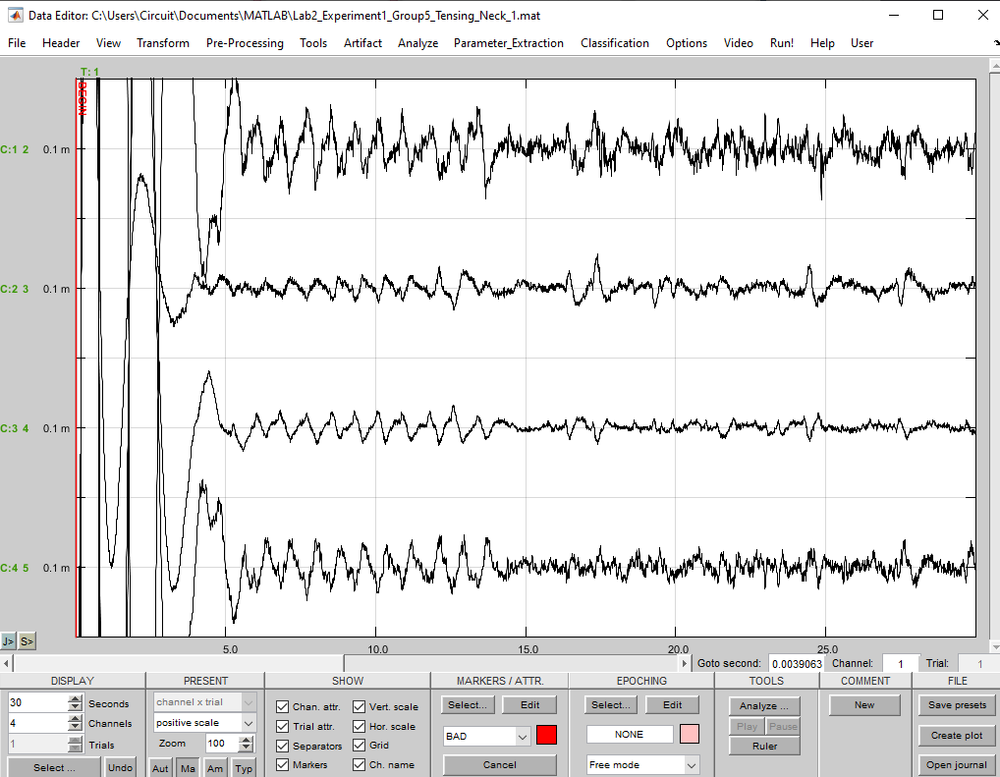 Data Editor: C:\Users\Circuit\Documents\MATLAB\Lab2_Experiment1_Group5_Tensing_Neck_1.mat
File Header View Transform Pre-Processing Tools Artifact Analyze Parameter_Extraction Classification Options Video Run! Help User
T: 1
BEGIN
C:1 2 0.1 m
C:2 3 0.1 m
C:3 4 0.1 m
C:4 5 0.1 m
J> S>
5.0 10.0 15.0 20.0 25.0
Goto second: 0.0039063 Channel: 1 Trial: 1
DISPLAY PRESENT SHOW MARKERS / ATTR. EPOCHING TOOLS COMMENT FILE
30 Seconds channel x trial Chan. attr. Vert. scale Select... Edit Select... Edit Analyze ... New Save presets
4 Channels positive scale Trial attr. Hor. scale Play Pause
1 Trials Zoom 100 Separators Grid BAD NONE Ruler Create plot
Select ... Undo Aut Ma Am Typ Markers Ch. name Cancel Free mode Open journal